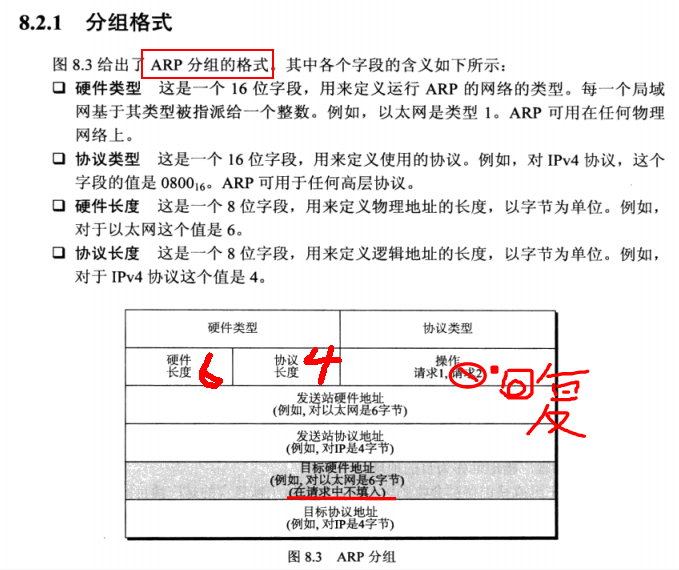 8.2.1 分组格式
图 8.3 给出了 ARP 分组的格式。其中各个字段的含义如下所示：
❏ 硬件类型 这是一个 16 位字段，用来定义运行 ARP 的网络的类型。每一个局域
网基于其类型被指派给一个整数。例如，以太网是类型 1。ARP 可用在任何物理
网络上。
❏ 协议类型 这是一个 16 位字段，用来定义使用的协议。例如，对 IPv4 协议，这个
字段的值是 0800₁₆。ARP 可用于任何高层协议。
❏ 硬件长度 这是一个 8 位字段，用来定义物理地址的长度，以字节为单位。例如，
对于以太网这个值是 6。
❏ 协议长度 这是一个 8 位字段，用来定义逻辑地址的长度，以字节为单位。例如，
对于 IPv4 协议这个值是 4。
硬件类型 协议类型
硬件 协议 操作
长度 6 长度 4 请求1, 请求2 回复
发送站硬件地址
(例如, 对以太网是6字节)
发送站协议地址
(例如, 对IP是4字节)
目标硬件地址
(例如, 对以太网是6字节)
(在请求中不填入)
目标协议地址
(例如, 对IP是4字节)
图 8.3 ARP 分组